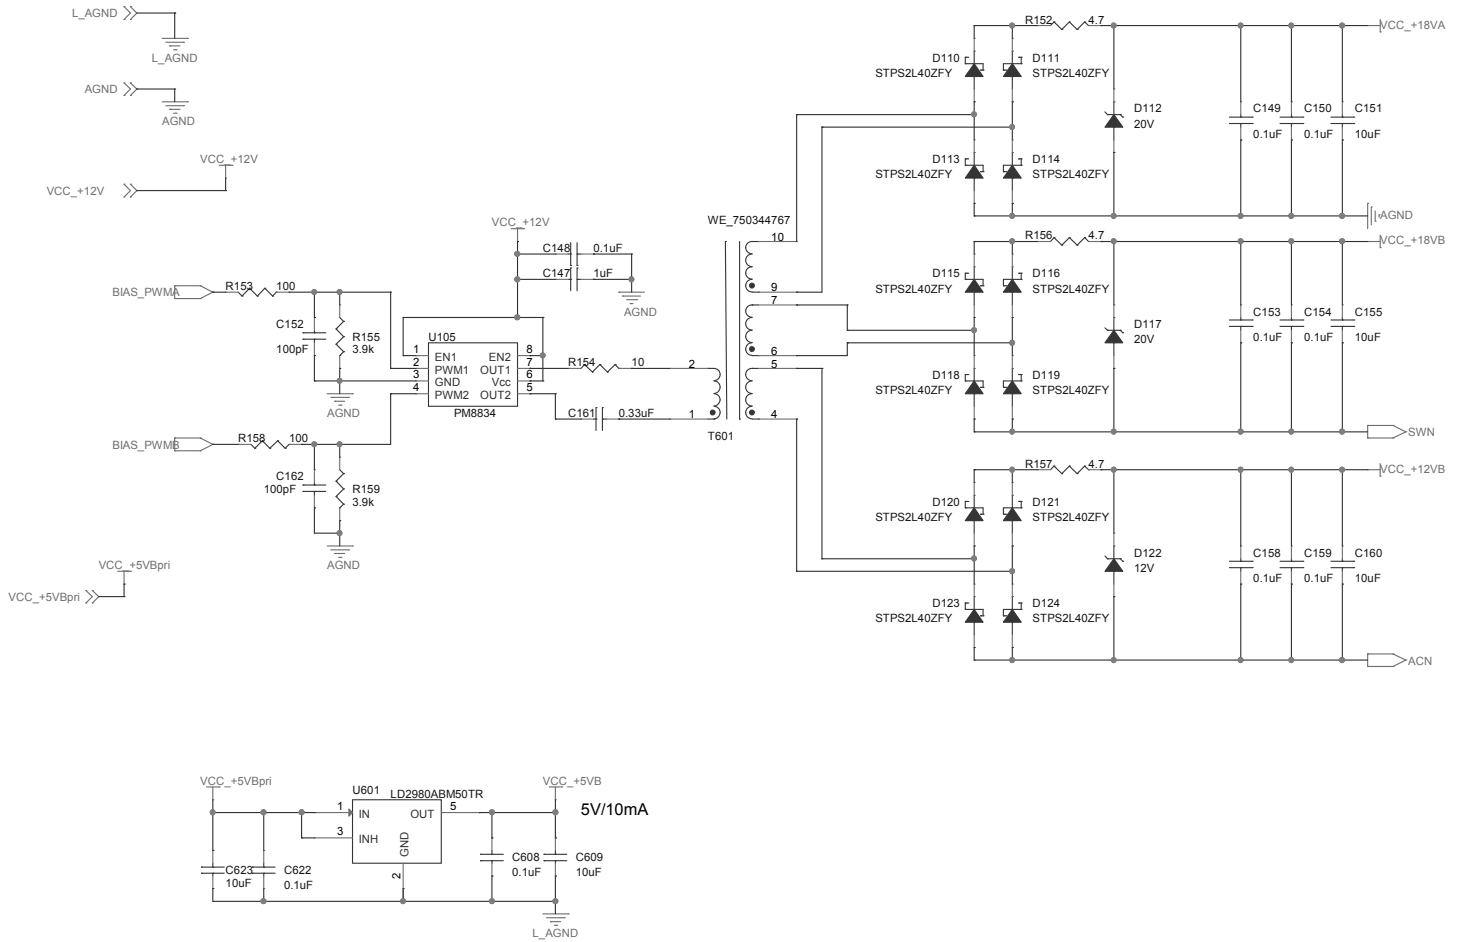 L_AGND
L_AGND
AGND
AGND
VCC_+12V
VCC_+12V
R152 4.7
VCC_+18VA
D110
STPS2L40ZFY
D111
STPS2L40ZFY
D112
20V
C149
0.1uF
C150
0.1uF
C151
10uF
D113
STPS2L40ZFY
D114
STPS2L40ZFY
AGND
WE_750344767
10
9
7
6
5
4
2
1
T601
VCC_+12V
C148 0.1uF
C147 1uF
AGND
BIAS_PWMA
R153 100
C152
100pF
R155
3.9k
AGND
U105
1 EN1
2 PWM1
3 GND
4 PWM2
EN2 8
OUT1 7
Vcc 6
OUT2 5
PM8834
R154 10
C161 0.33uF
BIAS_PWMB
R158 100
C162
100pF
R159
3.9k
AGND
R156 4.7
VCC_+18VB
D115
STPS2L40ZFY
D116
STPS2L40ZFY
D117
20V
C153
0.1uF
C154
0.1uF
C155
10uF
D118
STPS2L40ZFY
D119
STPS2L40ZFY
SWN
R157 4.7
VCC_+12VB
D120
STPS2L40ZFY
D121
STPS2L40ZFY
D122
12V
C158
0.1uF
C159
0.1uF
C160
10uF
D123
STPS2L40ZFY
D124
STPS2L40ZFY
ACN
VCC_+5VBpri
VCC_+5VBpri
VCC_+5VBpri
U601
LD2980ABM50TR
1 IN
3 INH
GND
2
OUT 5
VCC_+5VB
5V/10mA
C623
10uF
C622
0.1uF
C608
0.1uF
C609
10uF
L_AGND